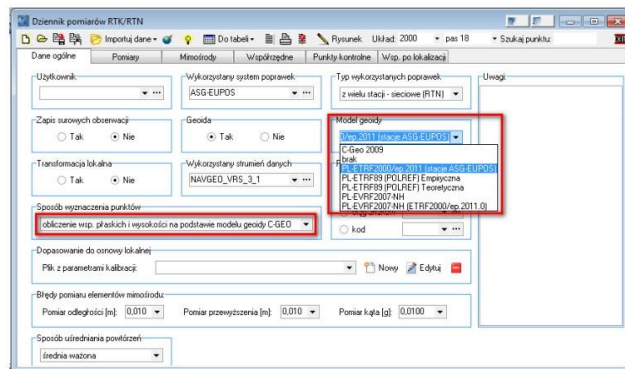 Dziennik pomiarów RTK/RTN
Importuj dane Do tabeli Rysunek Układ: 2000 pas 18 Szukaj punktu:
Dane ogólne Pomiary Mimośrody Współrzędne Punkty kontrolne Wsp. po lokalizacji
Użytkownik Wykorzystany system poprawek Typ wykorzystanych poprawek Uwagi
ASG-EUPOS z wielu stacji - sieciowe (RTN)
Zapis surowych obserwacji Geoida Model geoidy
Tak Nie Tak Nie 0/ep.2011 (stacje ASG-EUPOS)
C-Geo 2009
brak
PL-ETRF2000/ep.2011 (stacje ASG-EUPOS)
PL-ETRF89 (POLREF) Empiryczna
PL-ETRF89 (POLREF) Teoretyczna
PL-EVRF2007-NH
PL-EVRF2007-NH (ETRF2000/ep.2011.0)
Transformacja lokalna Wykorzystany strumień danych
Tak Nie NAVGEO_VRS_3_1
Sposób wyznaczenia punktów
obliczenie wsp. płaskich i wysokości na podstawie modelu geoidy C-GEO
kod
Dopasowanie do osnowy lokalnej
Plik z parametrami kalibracji: Nowy Edytuj
Błędy pomiaru elementów mimośrodu:
Pomiar odległości [m]: 0,010 Pomiar przewyższenia [m]: 0,010 Pomiar kąta [g]: 0,0100
Sposób uśredniania powtórzeń
średnia ważona